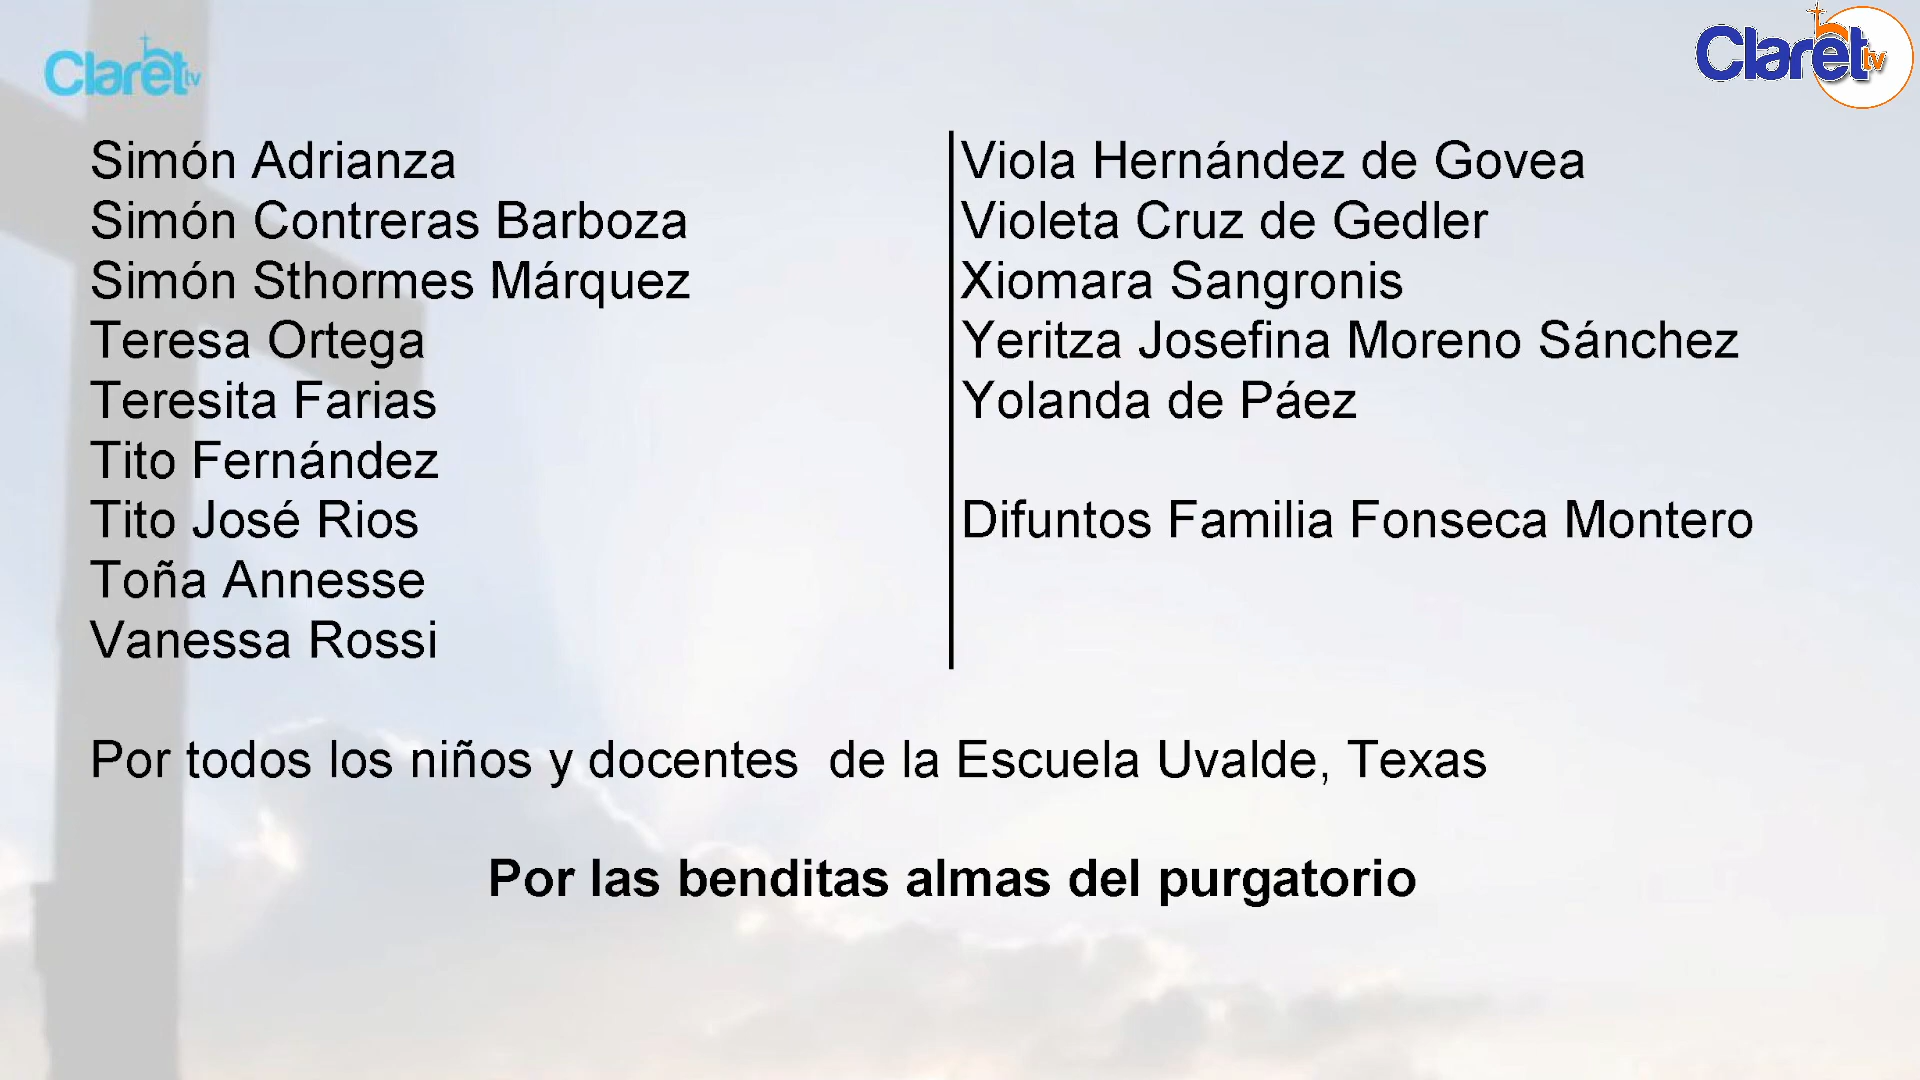 Claret tv
Claret tv
Simón Adrianza
Simón Contreras Barboza
Simón Sthormes Márquez
Teresa Ortega
Teresita Farias
Tito Fernández
Tito José Rios
Toña Annesse
Vanessa Rossi
Viola Hernández de Govea
Violeta Cruz de Gedler
Xiomara Sangronis
Yeritza Josefina Moreno Sánchez
Yolanda de Páez
Difuntos Familia Fonseca Montero
Por todos los niños y docentes  de la Escuela Uvalde, Texas
Por las benditas almas del purgatorio